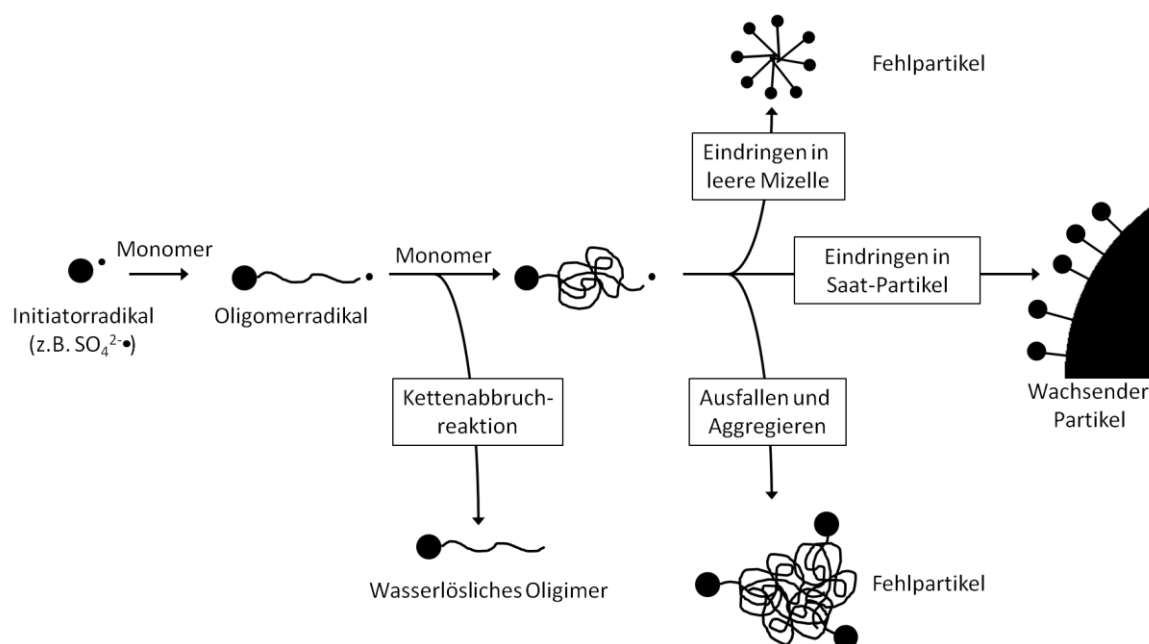 Fehlpartikel
Eindringen in
leere Mizelle
Monomer
Monomer
Eindringen in
Saat-Partikel
Initiatorradikal
(z.B. SO₄²⁻•)
Oligomerradikal
Kettenabbruch-
reaktion
Ausfallen und
Aggregieren
Wachsender
Partikel
Wasserlösliches Oligimer
Fehlpartikel